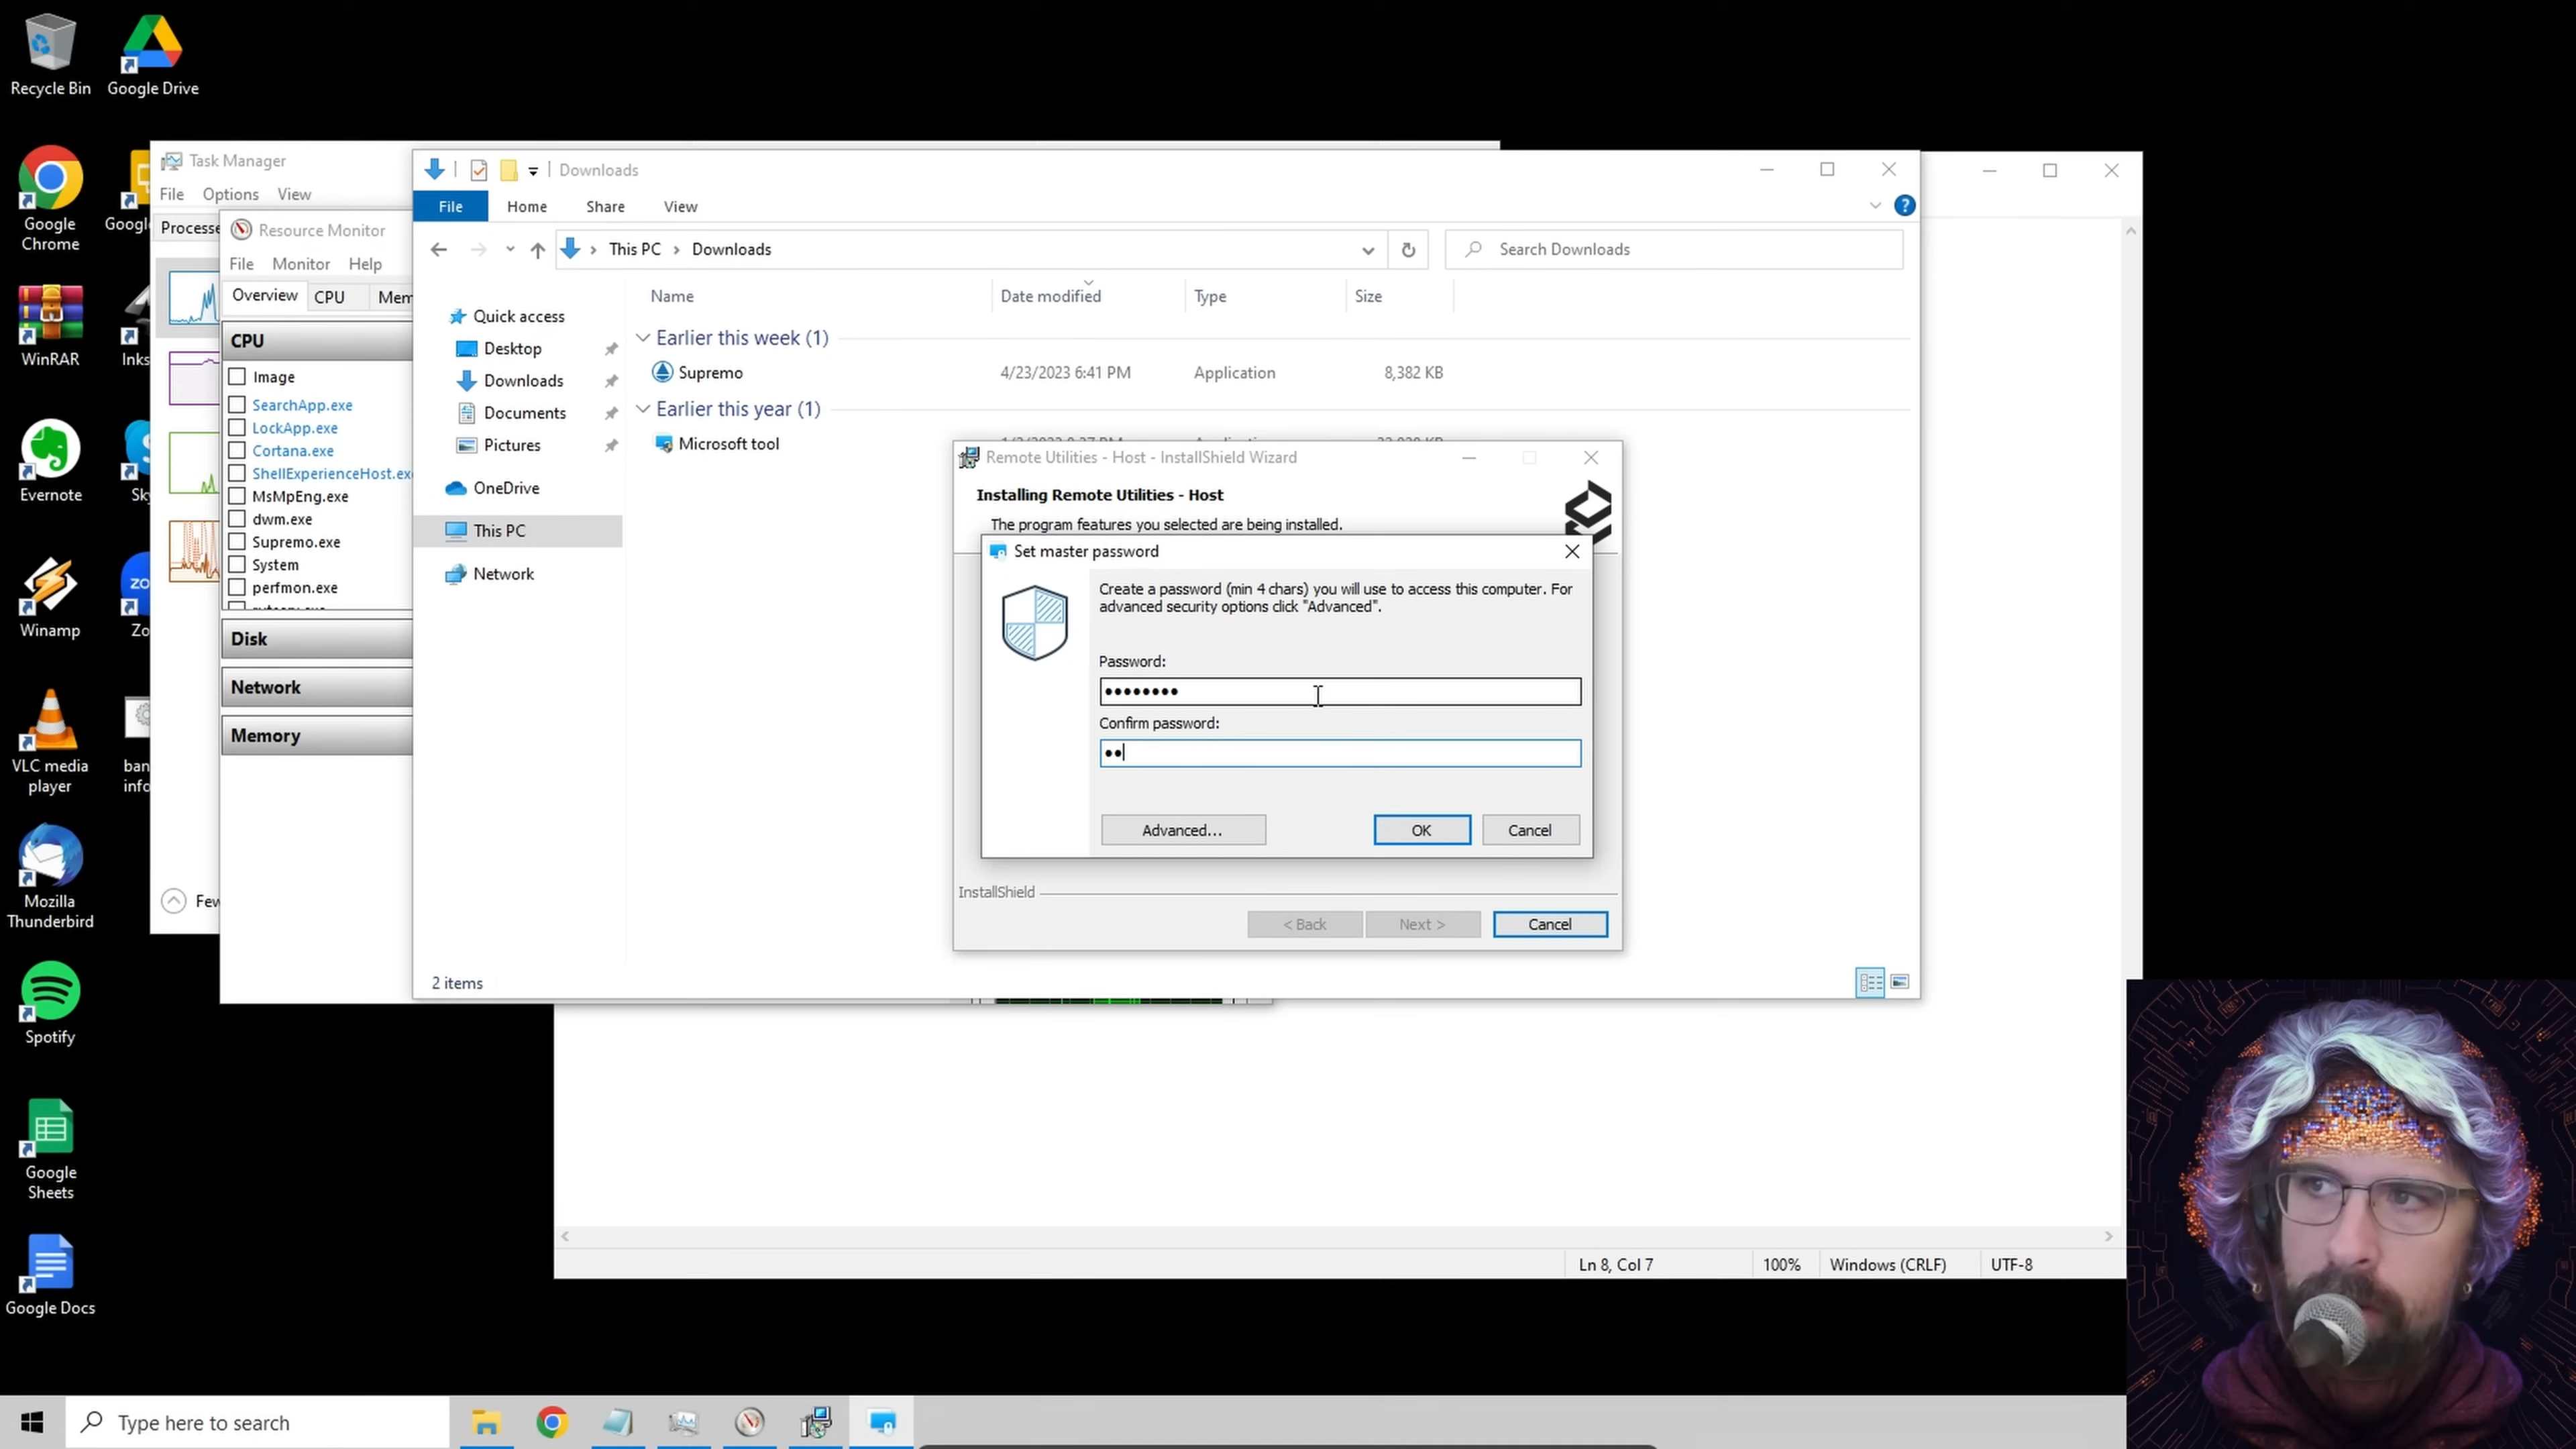 Recycle Bin
Google Drive
Google
Chrome
WinRAR
Evernote
Winamp
VLC media
player
Mozilla
Thunderbird
Spotify
Google
Sheets
Google Docs
Task Manager
File Options View
Resource Monitor
File Monitor Help
Overview CPU
CPU
Image
SearchApp.exe
LockApp.exe
Cortana.exe
ShellExperienceHost.ex
MsMpEng.exe
dwm.exe
Supremo.exe
System
perfmon.exe
Disk
Network
Memory
Downloads
File Home Share View
This PC > Downloads
Search Downloads
Quick access
Desktop
Downloads
Documents
Pictures
OneDrive
This PC
Network
Name Date modified Type Size
Earlier this week (1)
Supremo 4/23/2023 6:41 PM Application 8,382 KB
Earlier this year (1)
Microsoft tool
2 items
Remote Utilities - Host - InstallShield Wizard
Installing Remote Utilities - Host
The program features you selected are being installed.
Set master password
Create a password (min 4 chars) you will use to access this computer. For
advanced security options click "Advanced".
Password:
Confirm password:
Advanced...
OK
Cancel
InstallShield
< Back
Next >
Cancel
Ln 8, Col 7
100%
Windows (CRLF)
UTF-8
Type here to search